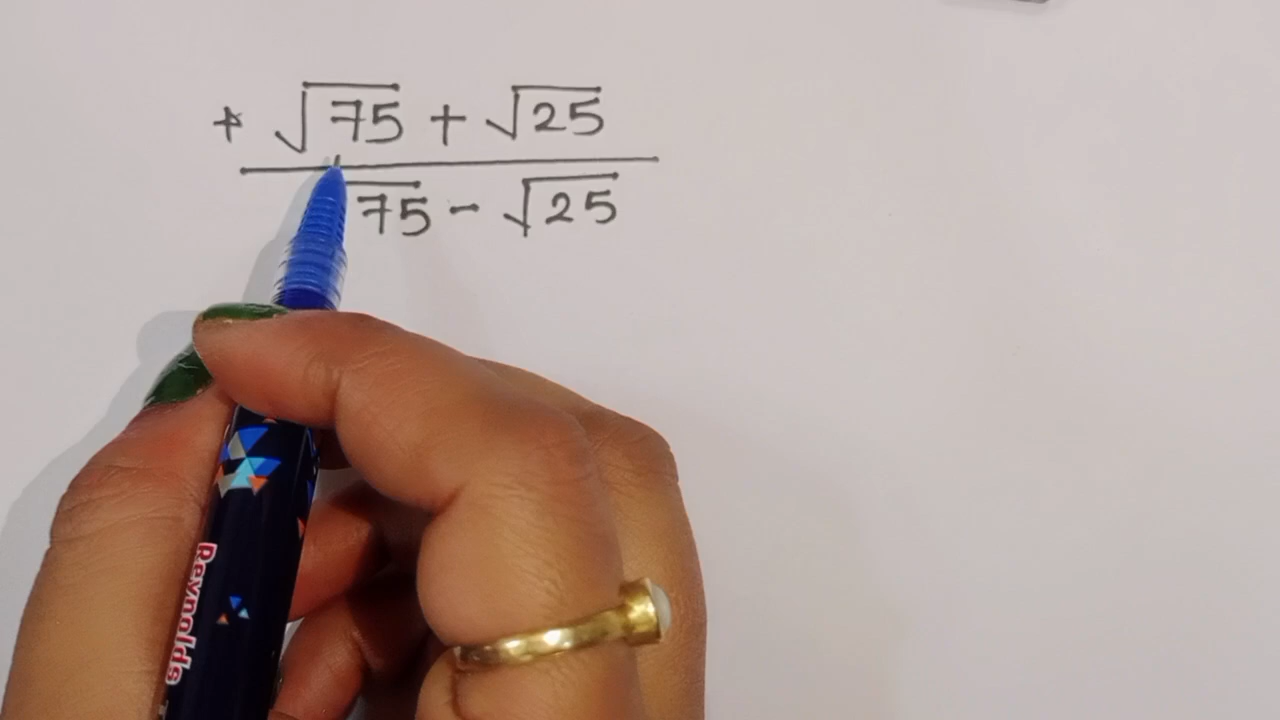 + √75 + √25
√75 - √25
Reynolds